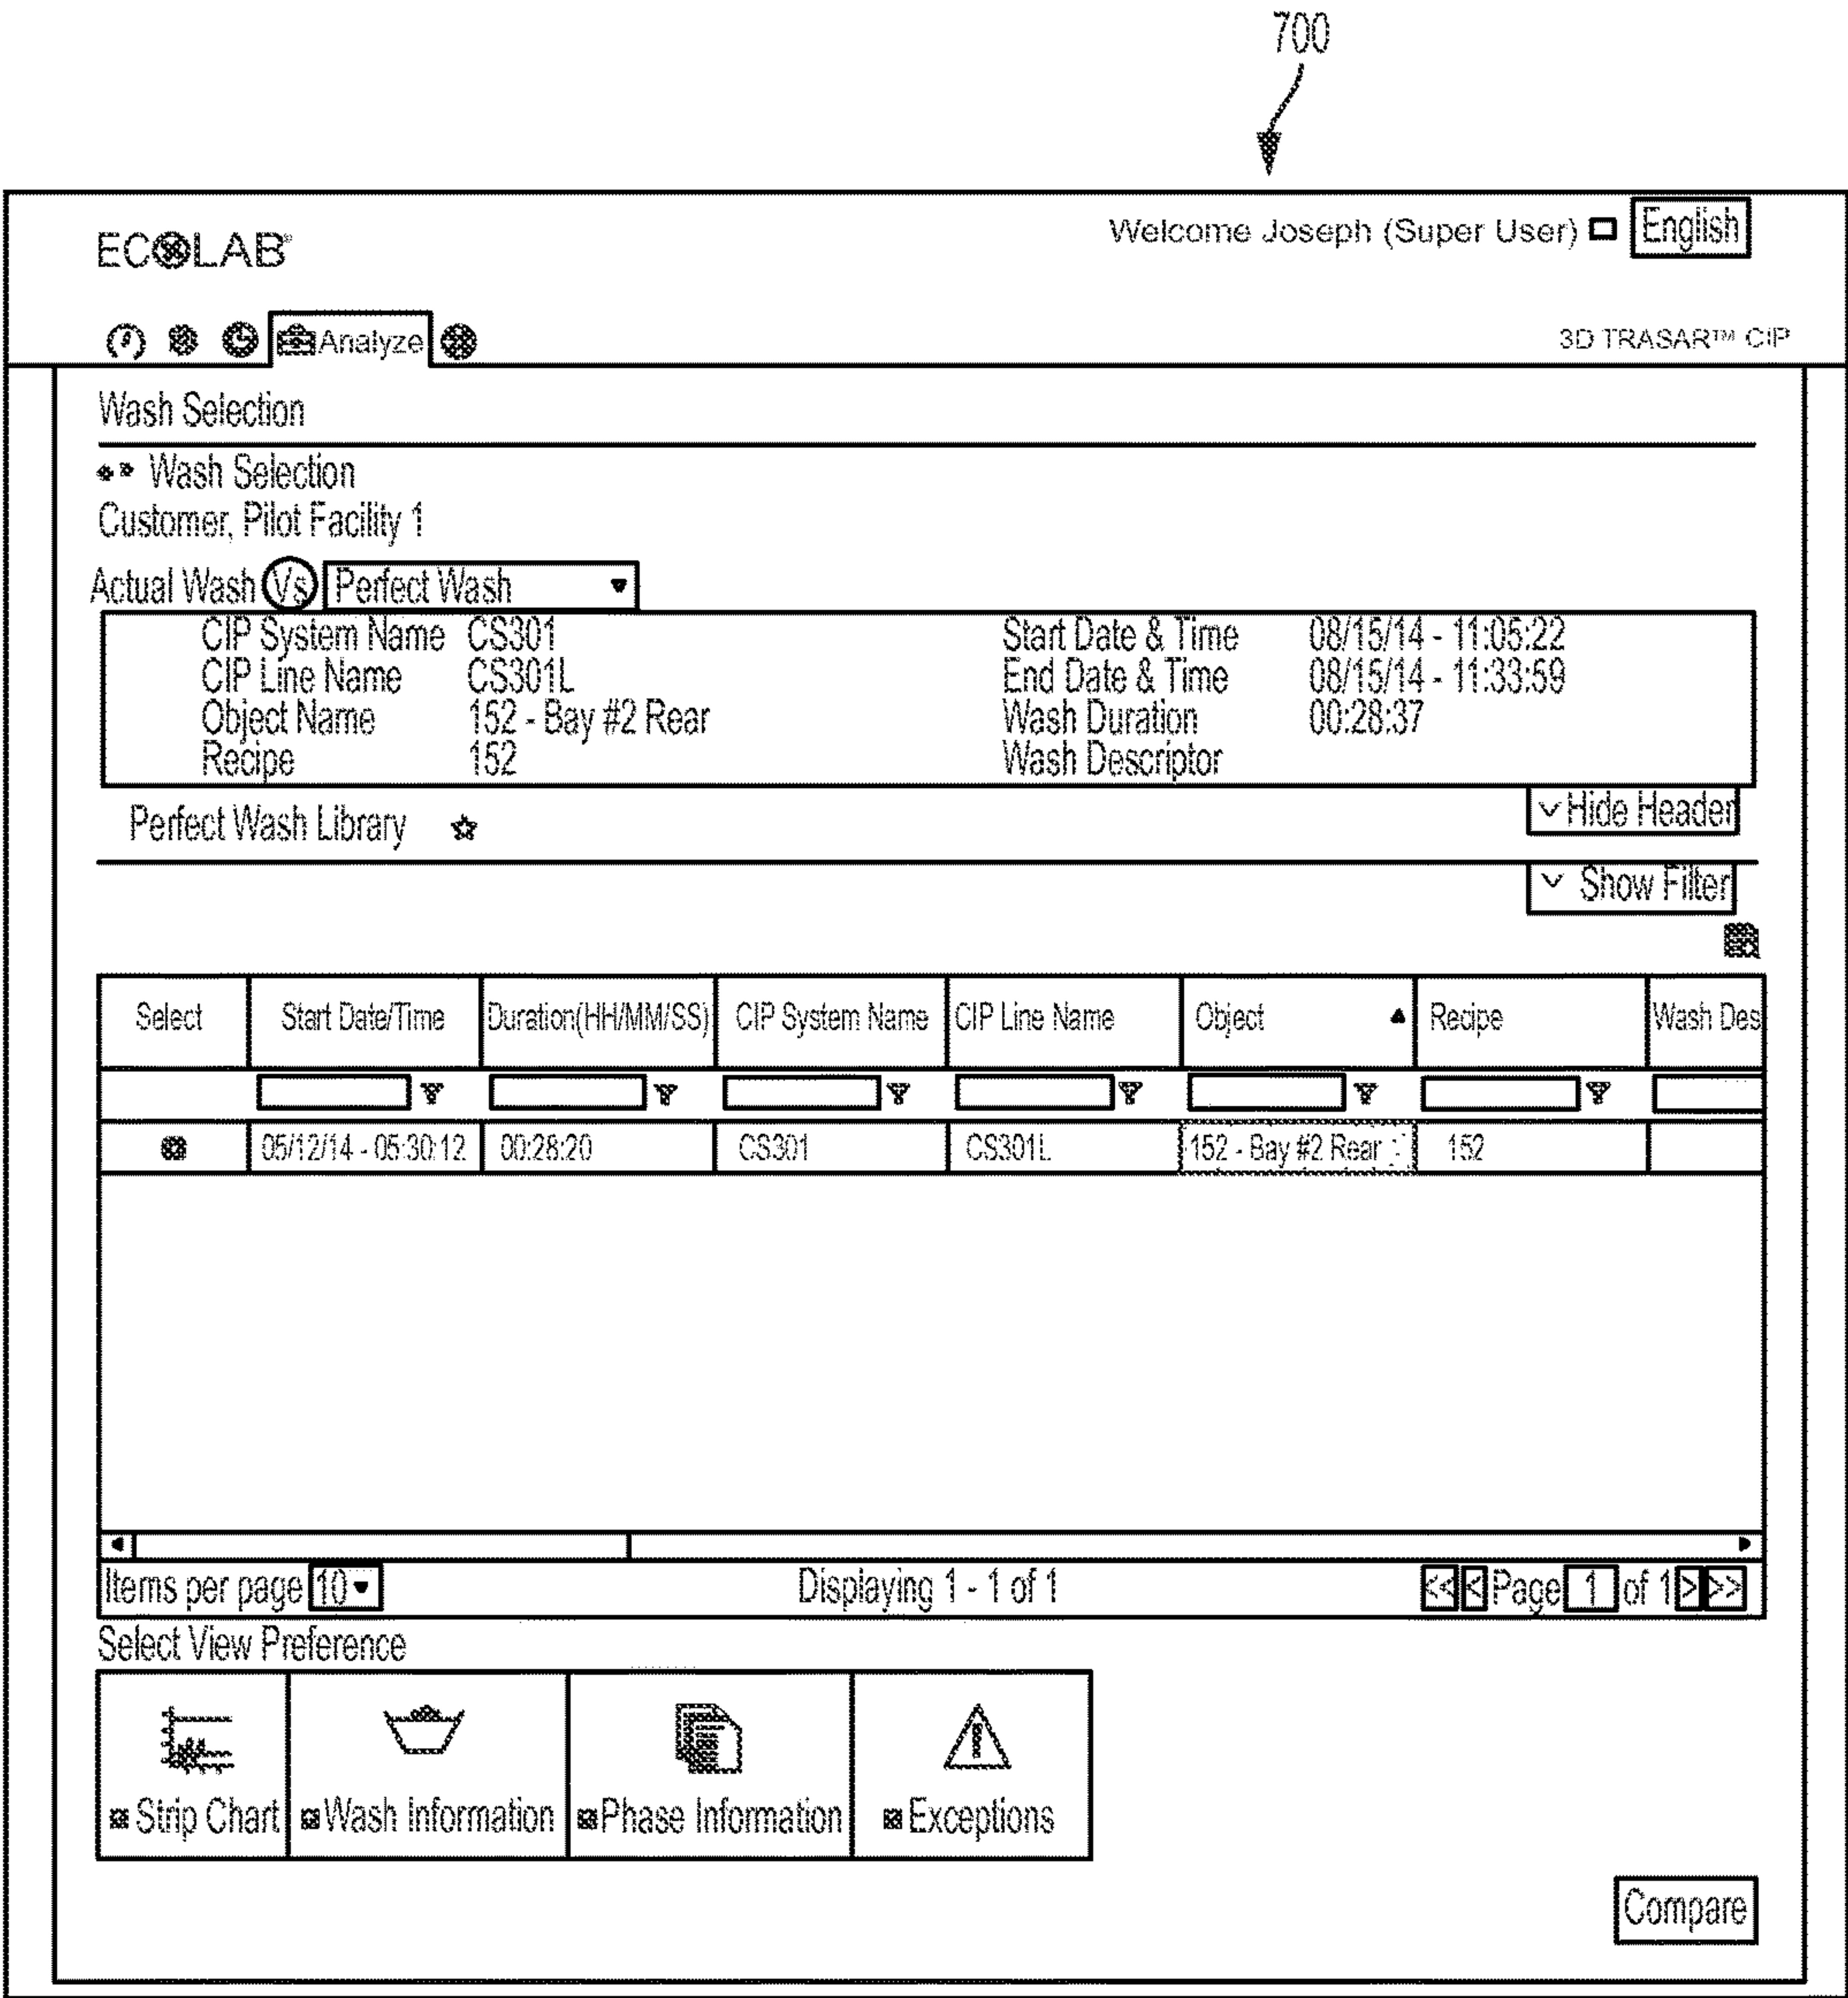 700
ECOLAB®
Welcome Joseph (Super User) English
Analyze
3D TRASAR™ CIP
Wash Selection
Wash Selection
Customer, Pilot Facility 1
Actual Wash Vs Perfect Wash
CIP System Name CS301 Start Date & Time 08/15/14 - 11:05:22
CIP Line Name CS301L End Date & Time 08/15/14 - 11:33:59
Object Name 152 - Bay #2 Rear Wash Duration 00:28:37
Recipe 152 Wash Descriptor
Hide Header
Perfect Wash Library
Show Filter
Select Start Date/Time Duration(HH/MM/SS) CIP System Name CIP Line Name Object Recipe Wash Des
05/12/14 - 05:30:12 00:28:20 CS301 CS301L 152 - Bay #2 Rear 152
Items per page 10 Displaying 1 - 1 of 1 << < Page 1 of 1 > >>
Select View Preference
Strip Chart Wash Information Phase Information Exceptions
Compare